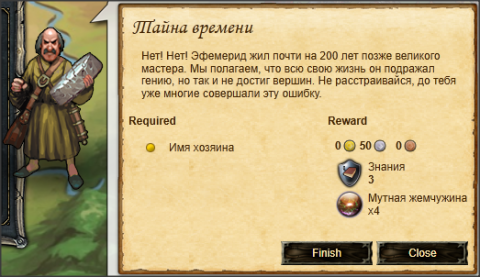 Тайна времени
Нет! Нет! Эфемерид жил почти на 200 лет позже великого
мастера. Мы полагаем, что всю свою жизнь он подражал
гению, но так и не достиг вершин. Не расстраивайся, до тебя
уже многие совершали эту ошибку.
Required
Reward
Имя хозяина
0 50 0
Знания
3
Мутная жемчужина
x4
Finish
Close